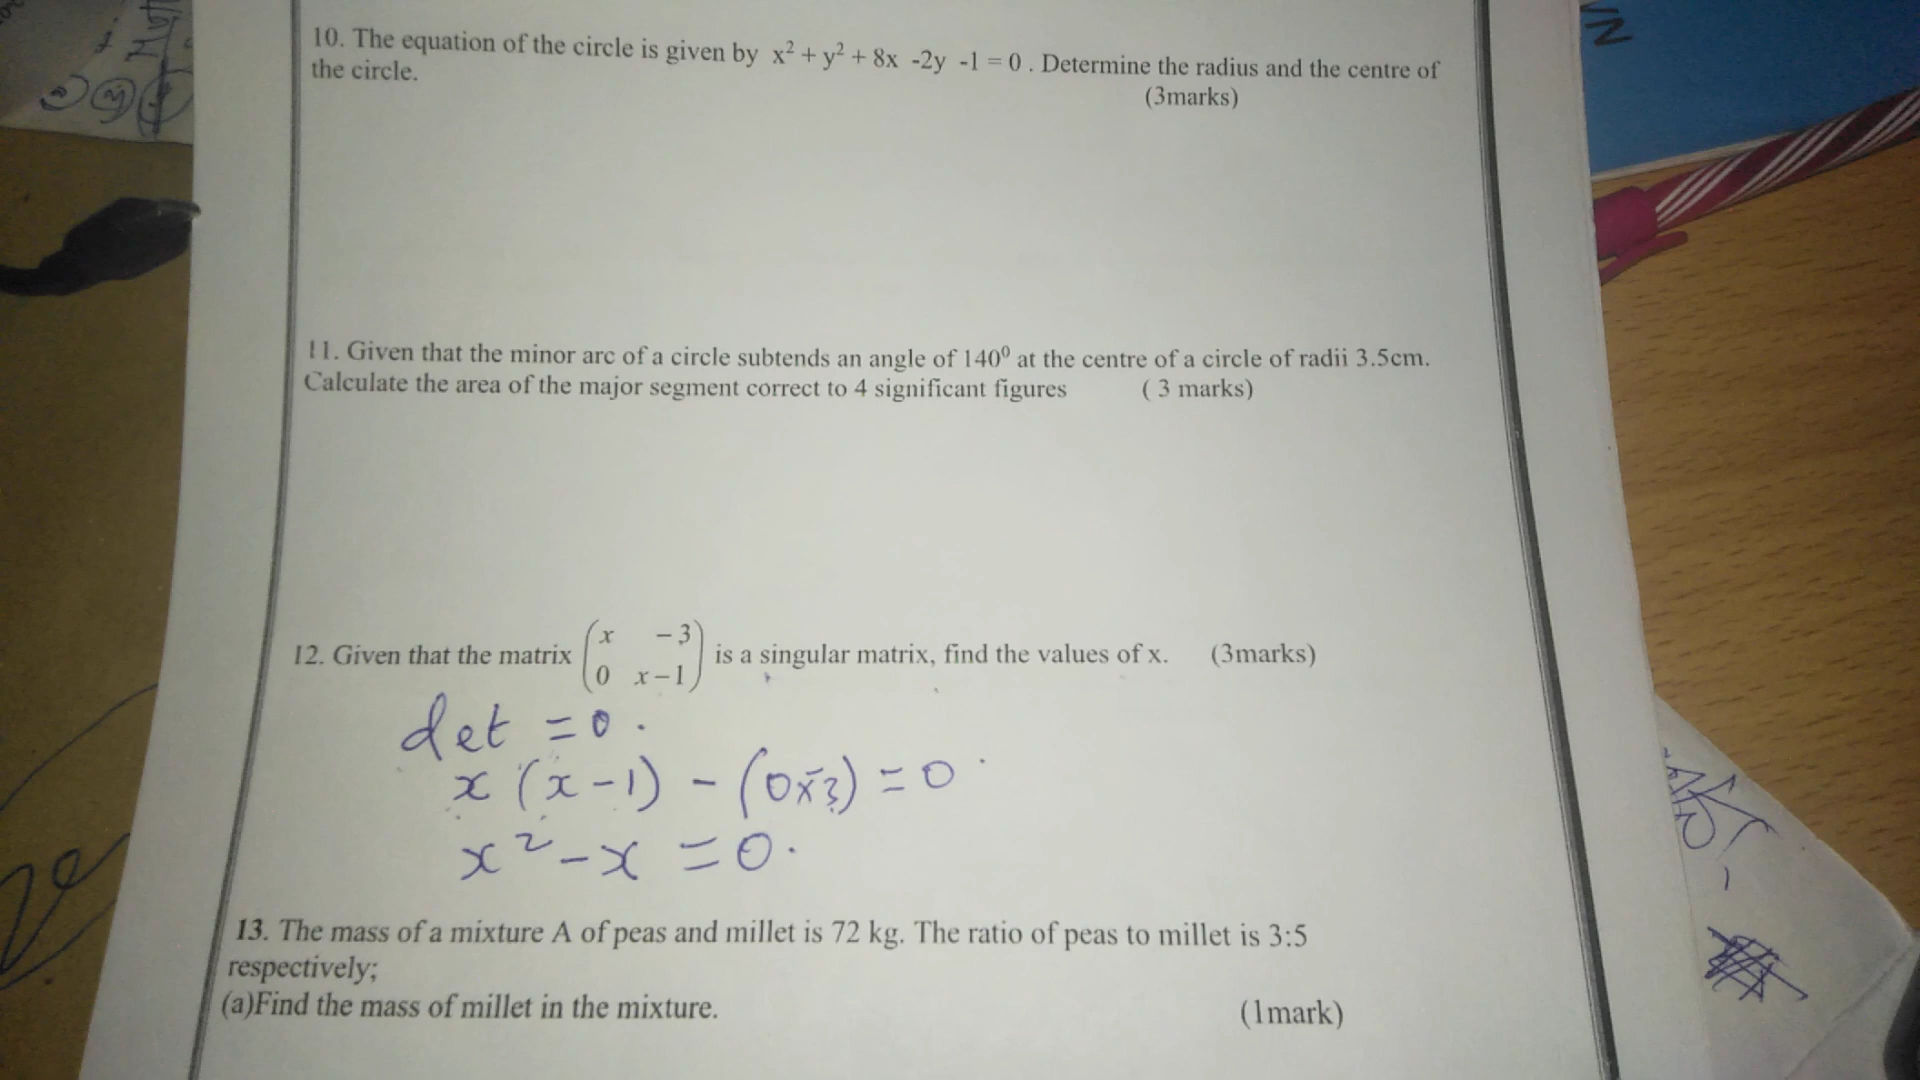 10. The equation of the circle is given by x² + y² + 8x -2y -1 = 0 . Determine the radius and the centre of
the circle.
(3marks)
11. Given that the minor arc of a circle subtends an angle of 140⁰ at the centre of a circle of radii 3.5cm.
Calculate the area of the major segment correct to 4 significant figures ( 3 marks)
12. Given that the matrix (x -3; 0 x-1) is a singular matrix, find the values of x. (3marks)
det = 0.
x (x-1) - (0x-3) = 0.
x² - x = 0.
13. The mass of a mixture A of peas and millet is 72 kg. The ratio of peas to millet is 3:5
respectively;
(a)Find the mass of millet in the mixture. (1mark)